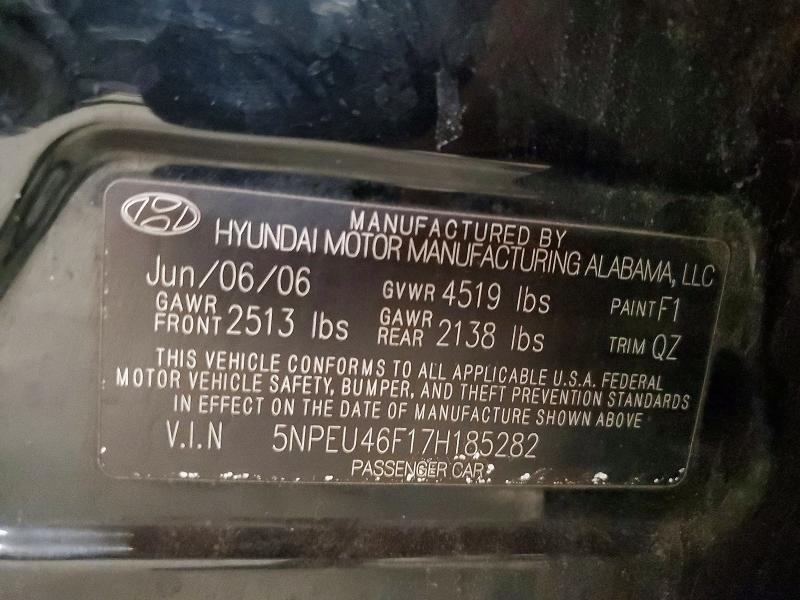 MANUFACTURED BY
HYUNDAI MOTOR MANUFACTURING ALABAMA, LLC
Jun/06/06 GVWR 4519 lbs PAINT F1
GAWR FRONT 2513 lbs GAWR REAR 2138 lbs TRIM QZ
THIS VEHICLE CONFORMS TO ALL APPLICABLE U.S.A. FEDERAL
MOTOR VEHICLE SAFETY, BUMPER, AND THEFT PREVENTION STANDARDS
IN EFFECT ON THE DATE OF MANUFACTURE SHOWN ABOVE
V.I.N 5NPEU46F17H185282
PASSENGER CAR